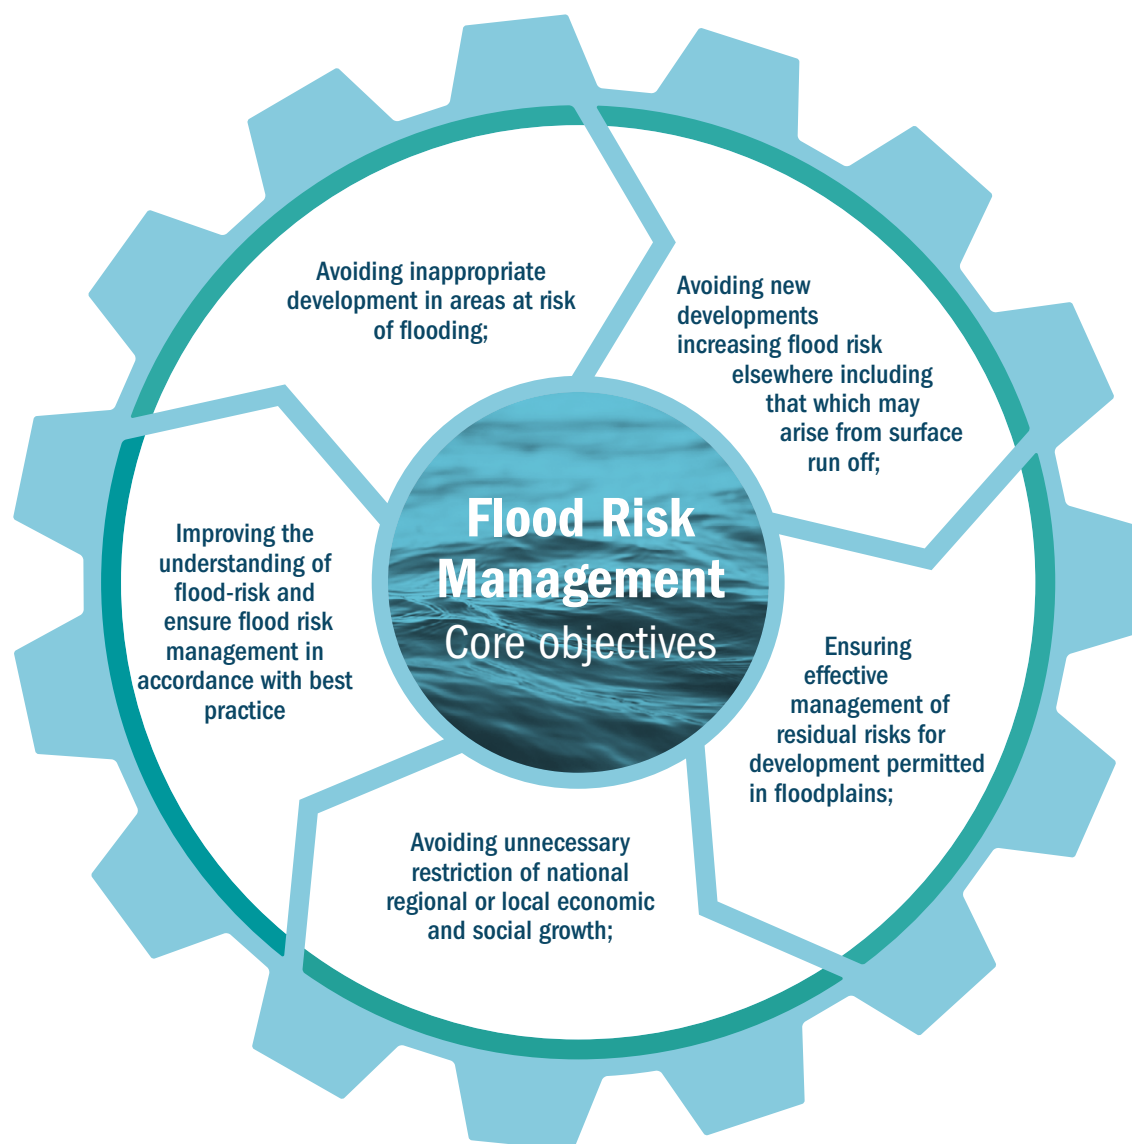 Flood Risk
Management
Core objectives
Avoiding inappropriate
development in areas at risk
of flooding;
Avoiding new
developments
increasing flood risk
elsewhere including
that which may
arise from surface
run off;
Ensuring
effective
management of
residual risks for
development permitted
in floodplains;
Avoiding unnecessary
restriction of national
regional or local economic
and social growth;
Improving the
understanding of
flood-risk and
ensure flood risk
management in
accordance with best
practice